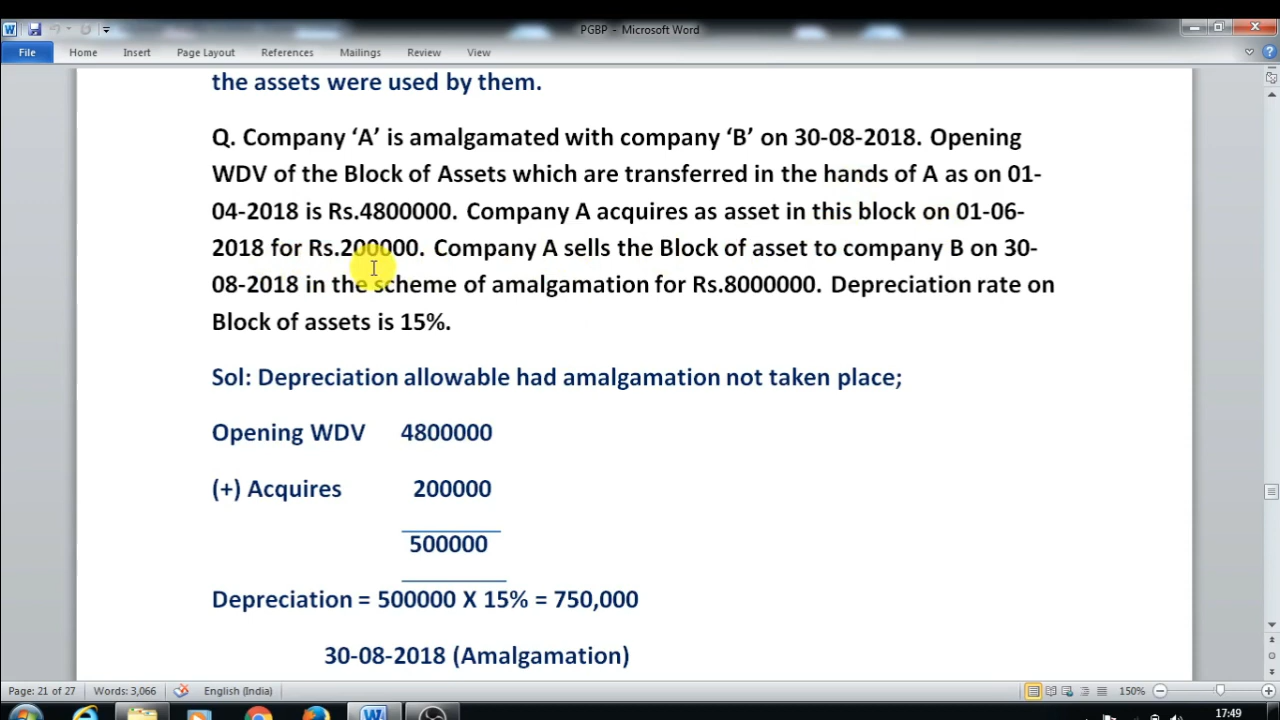 PGBP - Microsoft Word
File Home Insert Page Layout References Mailings Review View
the assets were used by them.
Q. Company ‘A’ is amalgamated with company ‘B’ on 30-08-2018. Opening
WDV of the Block of Assets which are transferred in the hands of A as on 01-
04-2018 is Rs.4800000. Company A acquires as asset in this block on 01-06-
2018 for Rs.200000. Company A sells the Block of asset to company B on 30-
08-2018 in the scheme of amalgamation for Rs.8000000. Depreciation rate on
Block of assets is 15%.
Sol: Depreciation allowable had amalgamation not taken place;
Opening WDV 4800000
(+) Acquires 200000
500000
Depreciation = 500000 X 15% = 750,000
30-08-2018 (Amalgamation)
Page: 21 of 27 Words: 3,066 English (India) 150%
17:49